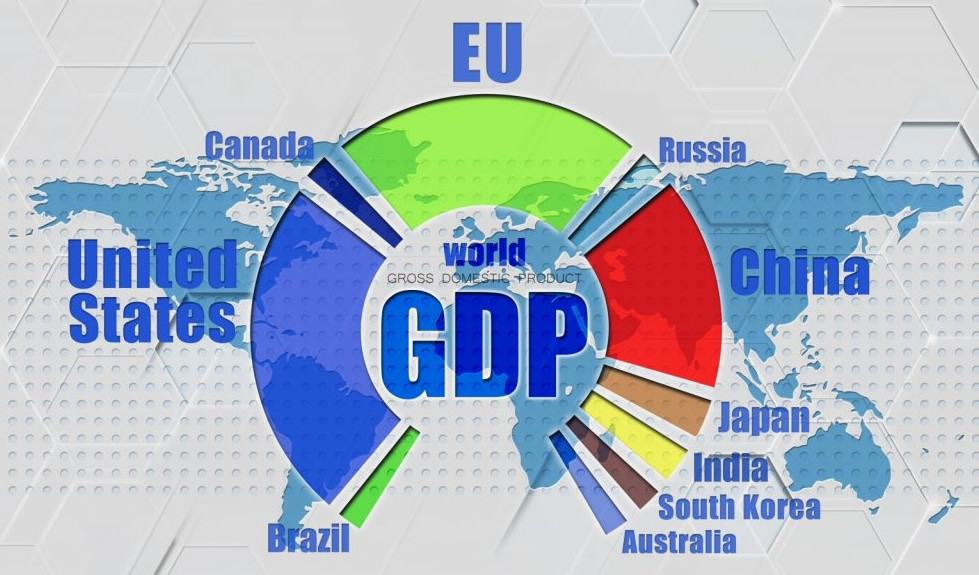 EU
Canada
Russia
United
States
world
GROSS DOMESTIC PRODUCT
GDP
China
Japan
India
South Korea
Australia
Brazil